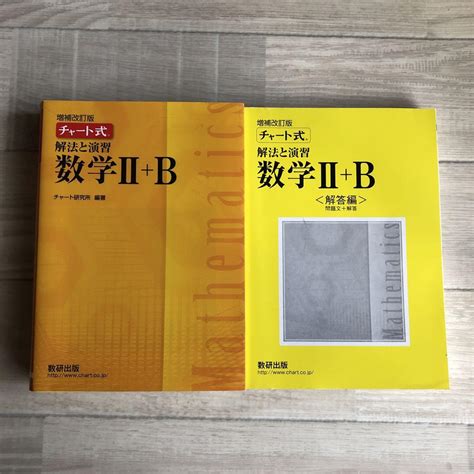 増補改訂版
チャート式
解法と演習
数学Ⅱ+B
チャート研究所 編著
Mathematics
数研出版
http://www.chart.co.jp/
増補改訂版
チャート式
解法と演習
数学Ⅱ+B
<解答編>
問題文+解答
Mathematics
数研出版
http://www.chart.co.jp/